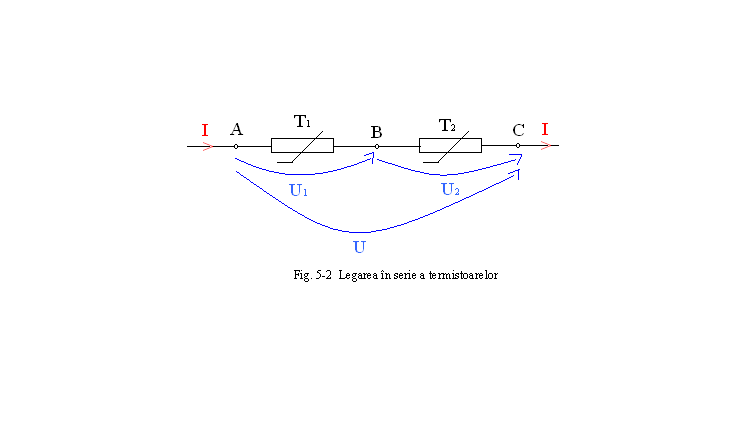 I A T1 B T2 C I
U1 U2
U
Fig. 5-2 Legarea în serie a termistoarelor